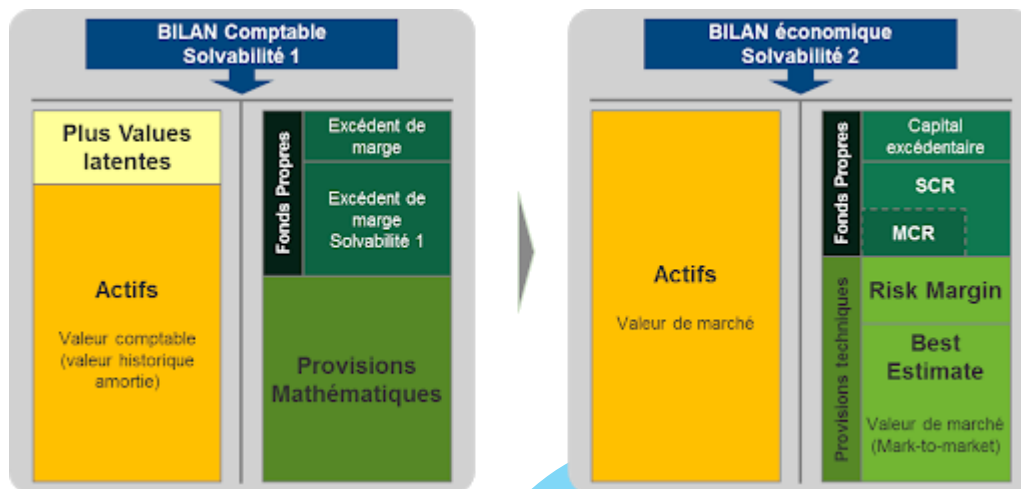 BILAN Comptable
Solvabilité 1
Plus Values
latentes
Actifs
Valeur comptable
(valeur historique
amortie)
Fonds Propres
Excédent de
marge
Excédent de
marge
Solvabilité 1
Provisions
Mathématiques
BILAN économique
Solvabilité 2
Actifs
Valeur de marché
Fonds Propres
Capital
excédentaire
SCR
MCR
Provisions techniques
Risk Margin
Best
Estimate
Valeur de marché
(Mark-to-market)